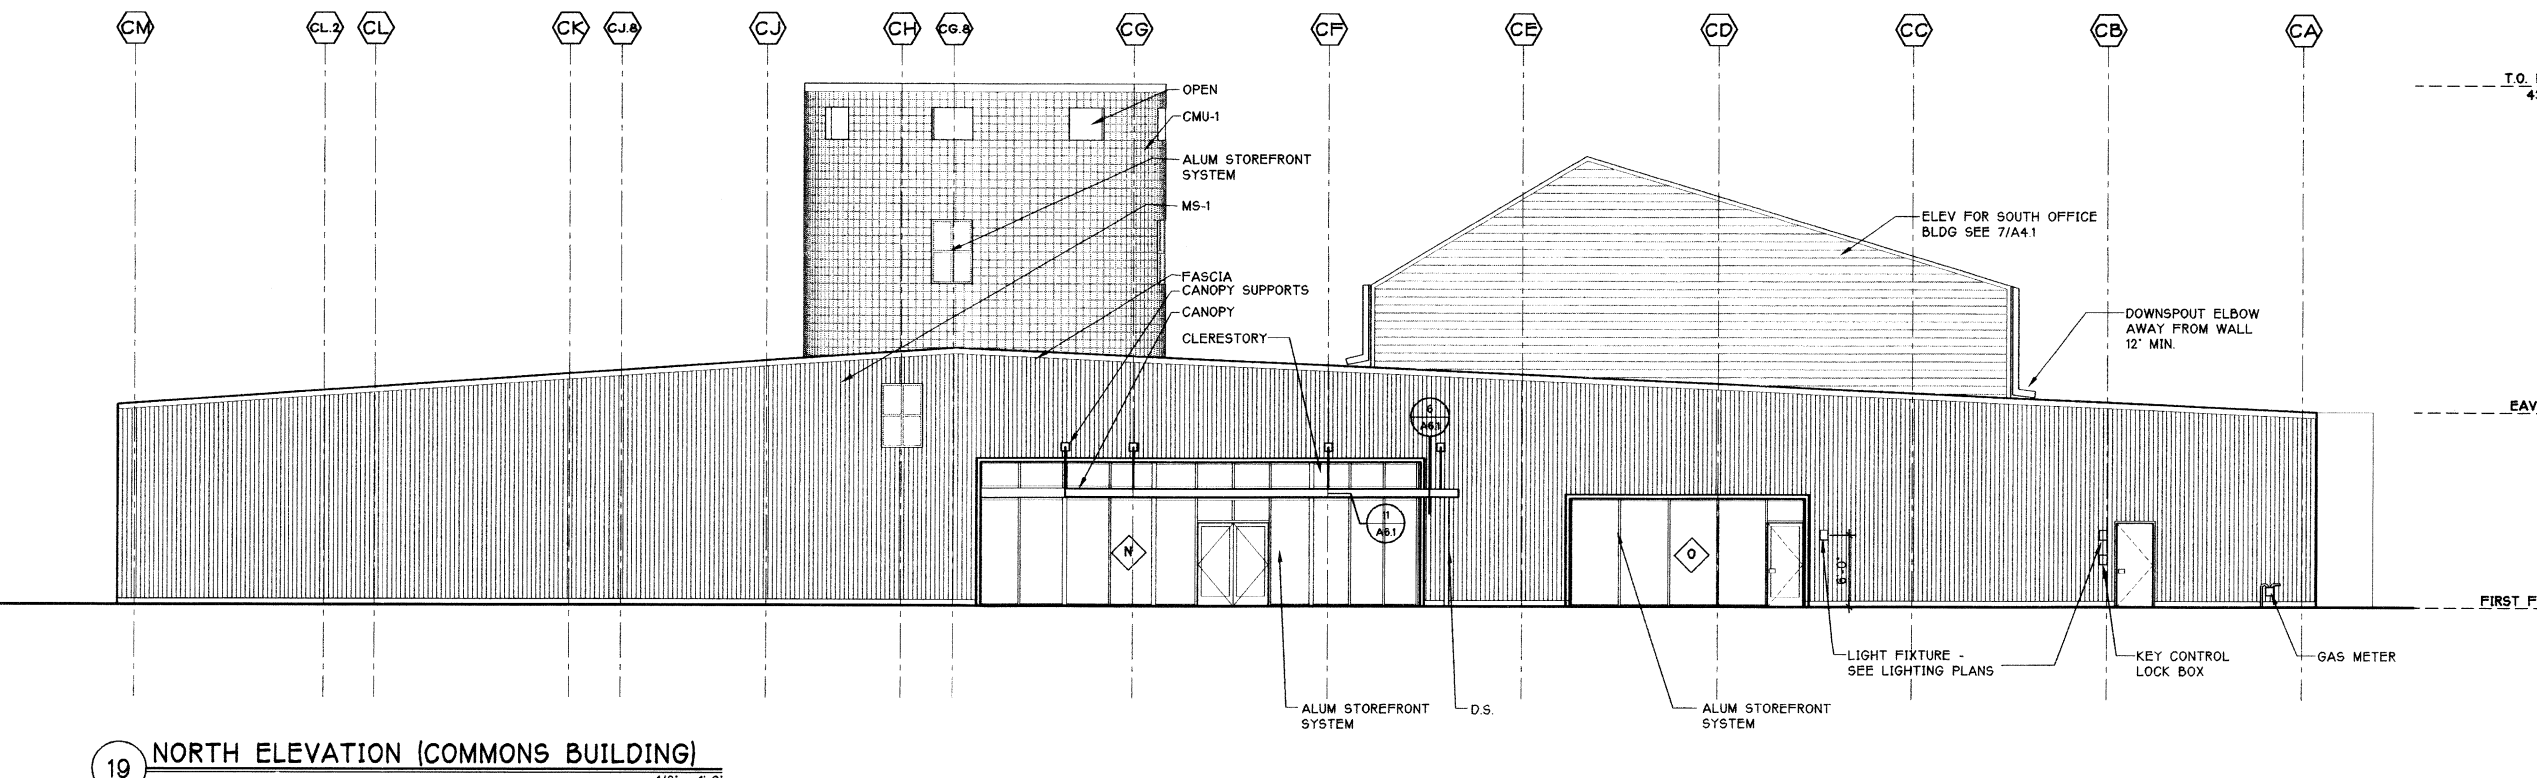 CM CL.2 CL CK CJ.8 CJ CH CG.8 CG CF CE CD CC CB CA
T.O.
OPEN
CMU-1
ALUM STOREFRONT
SYSTEM
MS-1
ELEV FOR SOUTH OFFICE
BLDG SEE 7/A4.1
FASCIA
CANOPY SUPPORTS
CANOPY
CLERESTORY
DOWNSPOUT ELBOW
AWAY FROM WALL
12" MIN.
6
A6.1
EAV
11
A6.1
N
O
6'-0"
FIRST F
LIGHT FIXTURE -
SEE LIGHTING PLANS
KEY CONTROL
LOCK BOX
GAS METER
ALUM STOREFRONT
SYSTEM
D.S.
ALUM STOREFRONT
SYSTEM
19 NORTH ELEVATION (COMMONS BUILDING)